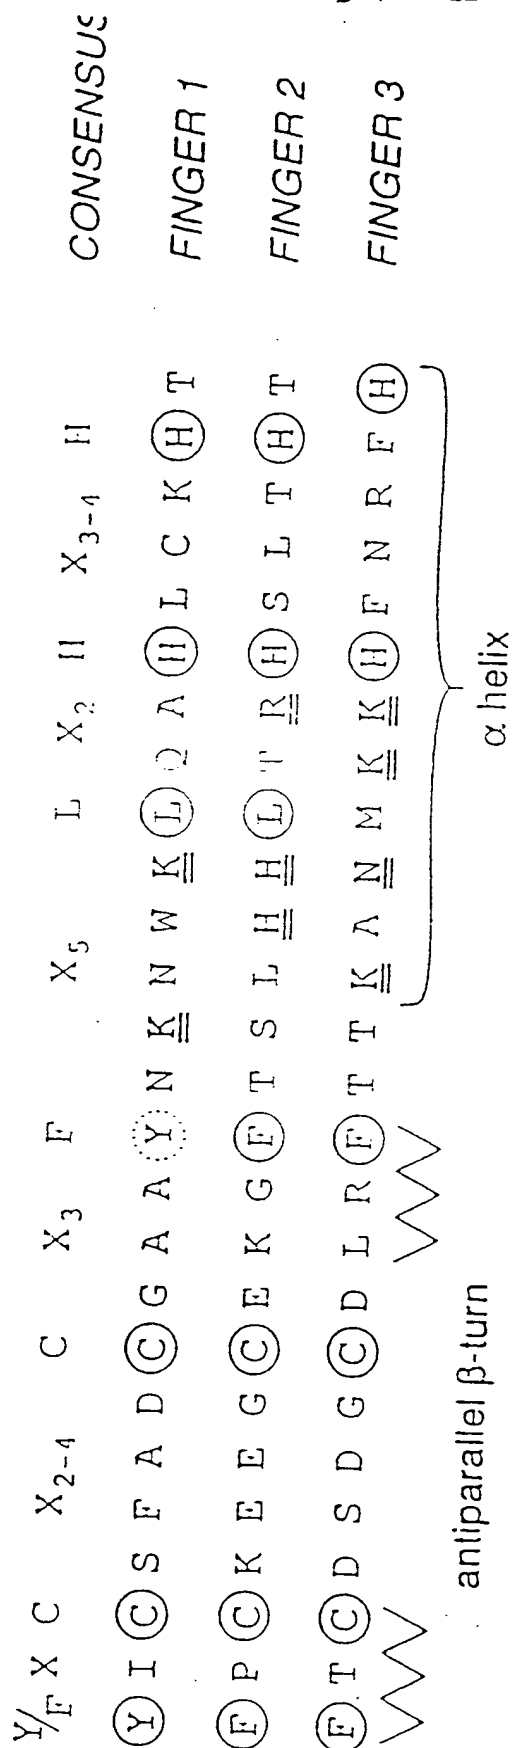 Y/F X C X2-4 C X3 F X5 L X2 H X3-4 H CONSENSUS
Y I C S F A D C G A A Y N K N W K L Q A H L C K H T FINGER 1
F P C K E E G C E K G F T S L H H L T R H S L T H T FINGER 2
F T C D S D G C D L R F T T K A N M K K H F N R F H FINGER 3
antiparallel β-turn α helix